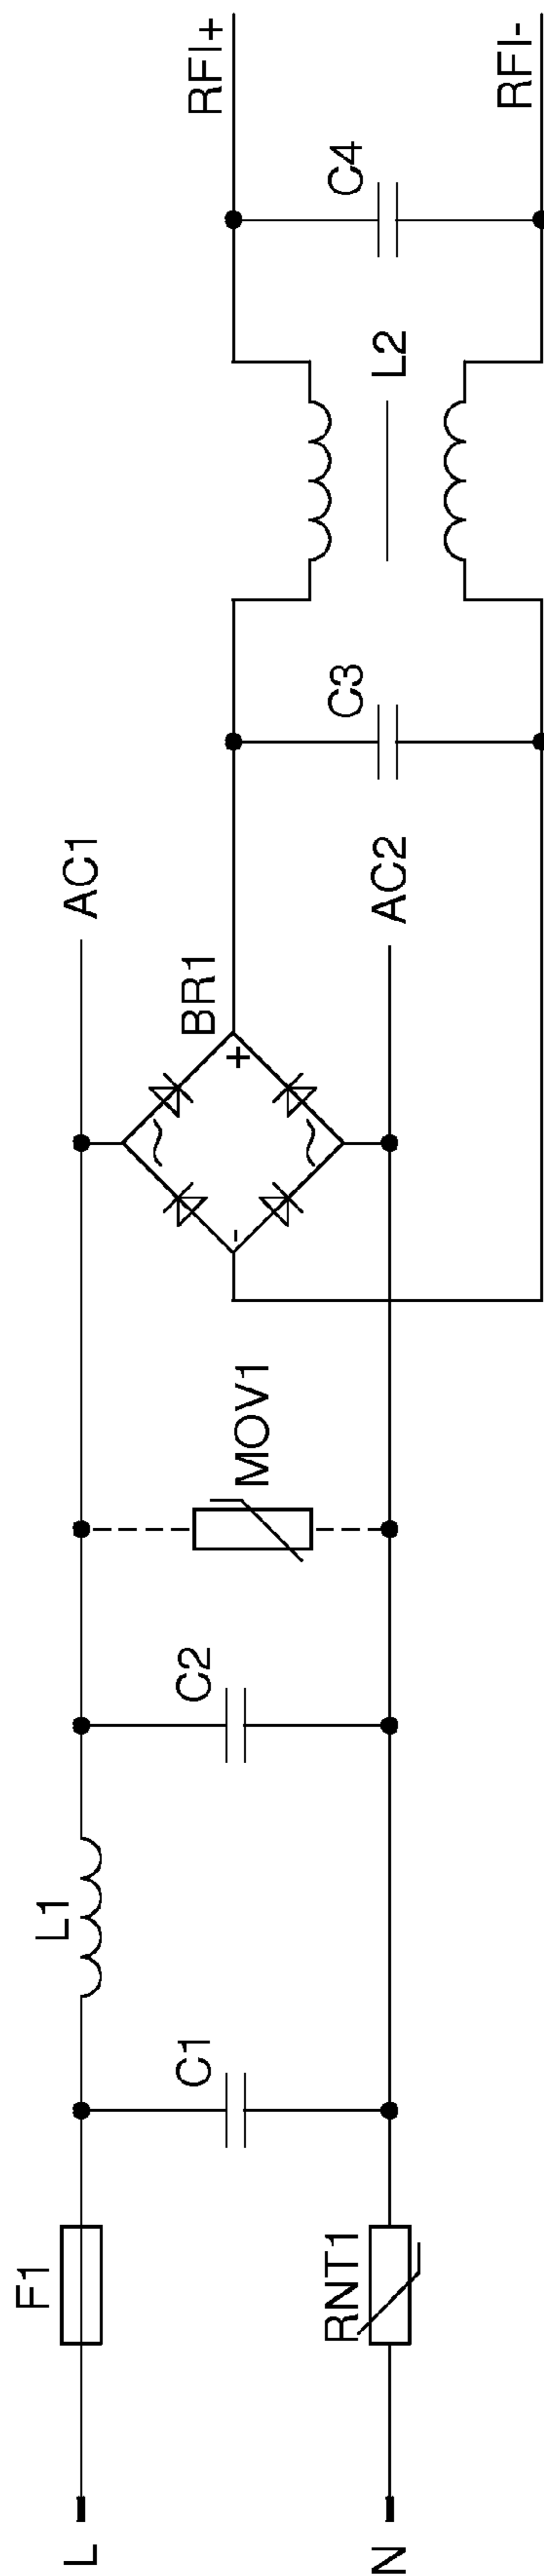 L
N
F1
RNT1
C1
L1
C2
MOV1
BR1
~
~
-
+
AC1
AC2
C3
L2
C4
RFI+
RFI-